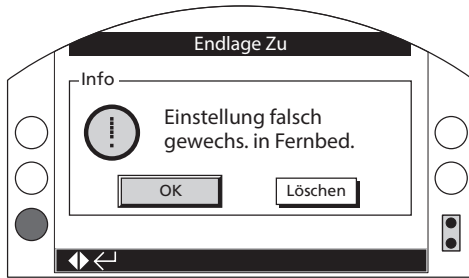 Endlage Zu
Info
Einstellung falsch
gewechs. in Fernbed.
OK
Löschen